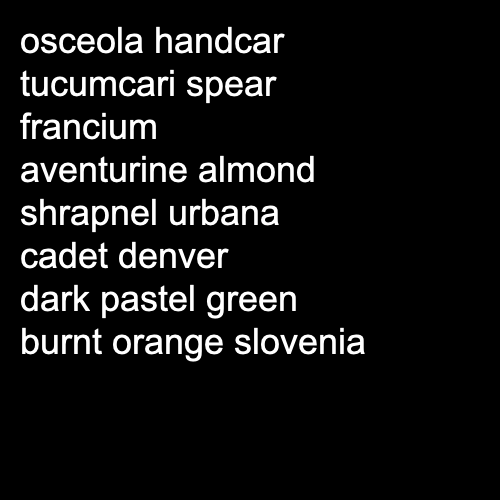 osceola handcar
tucumcari spear
francium
aventurine almond
shrapnel urbana
cadet denver
dark pastel green
burnt orange slovenia